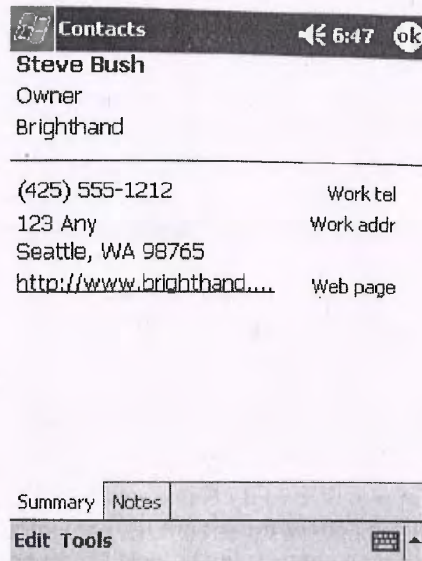 Contacts 6:47 ok
Steve Bush
Owner
Brighthand
(425) 555-1212 Work tel
123 Any Work addr
Seattle, WA 98765
http://www.brighthand.... Web page
Summary Notes
Edit Tools